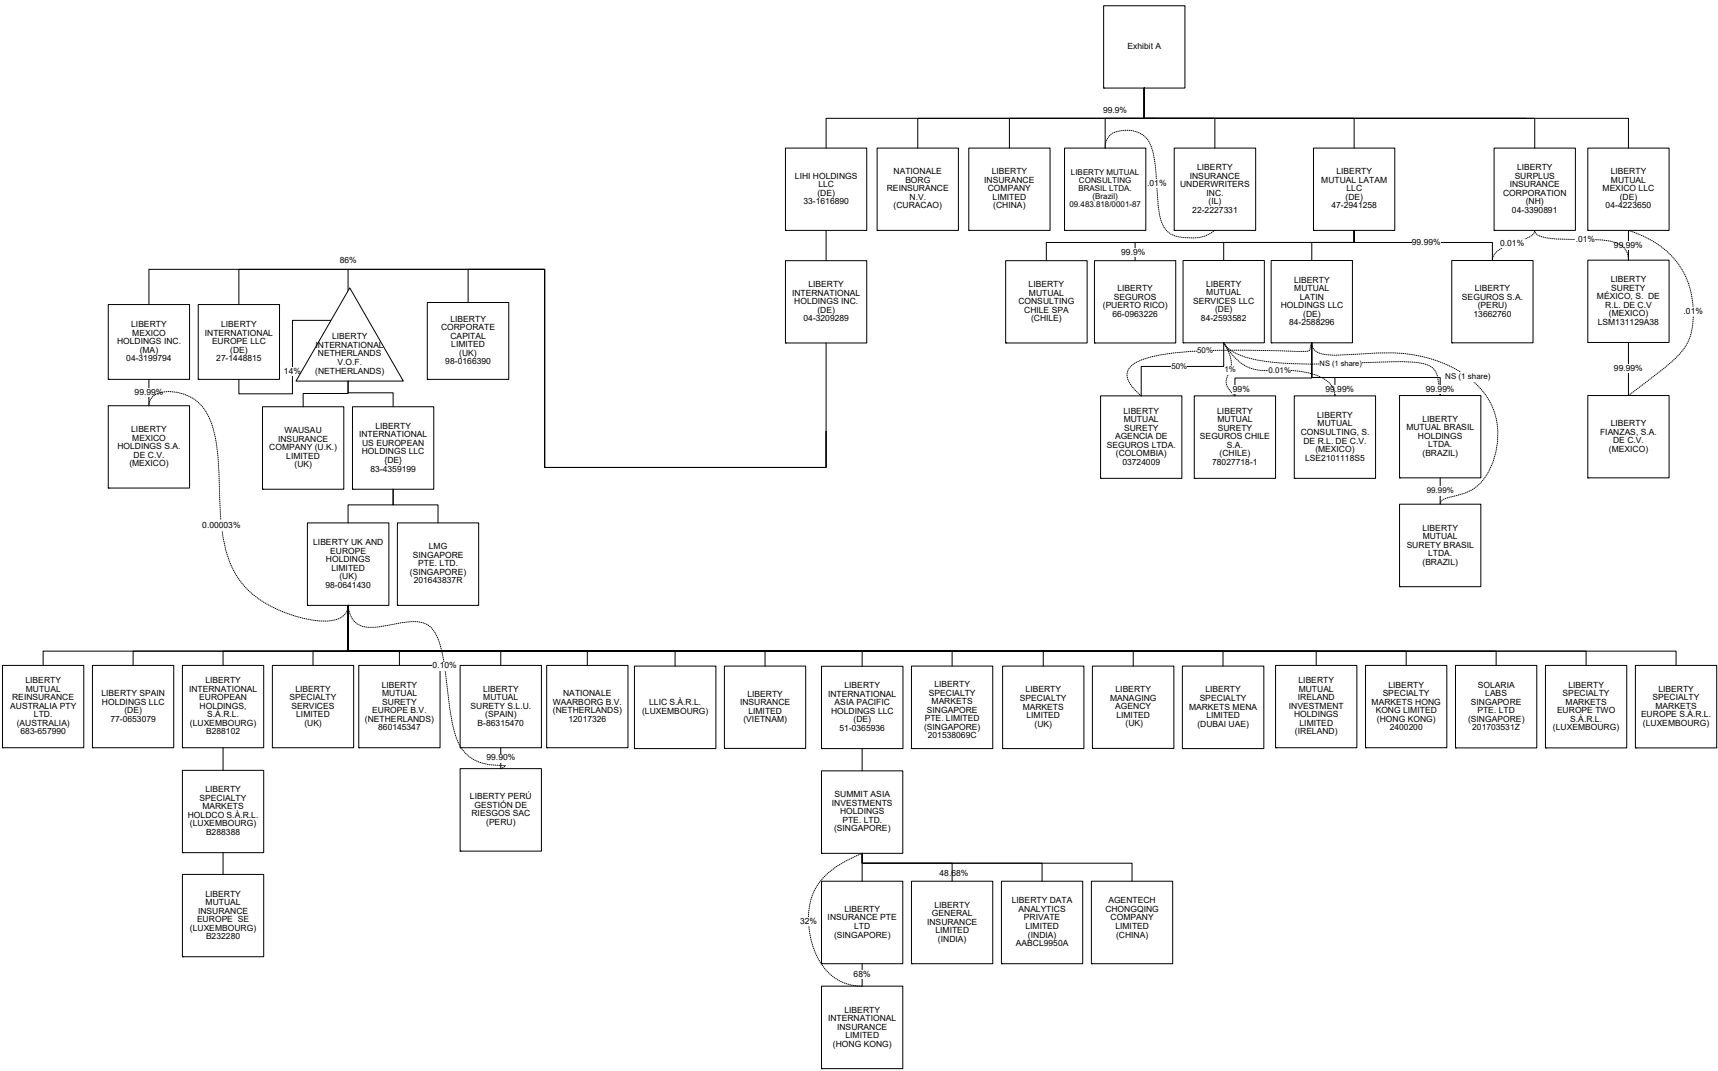 Exhibit A
99.9%
LIHI HOLDINGS
LLC
(DE)
33-1616890
NATIONALE
BORG
REINSURANCE
N.V.
(CURACAO)
LIBERTY
INSURANCE
COMPANY
LIMITED
(CHINA)
LIBERTY MUTUAL
CONSULTING
BRASIL LTDA.
(Brazil)
09.483.818/0001-87
.01%
LIBERTY
INSURANCE
UNDERWRITERS
INC.
(IL)
22-2227331
LIBERTY
MUTUAL LATAM
LLC
(DE)
47-2941258
LIBERTY
SURPLUS
INSURANCE
CORPORATION
(NH)
04-3390891
LIBERTY
MUTUAL
MEXICO LLC
(DE)
04-4223650
99.9%
99.99%
0.01%
.01%
99.99%
86%
LIBERTY
INTERNATIONAL
HOLDINGS INC.
(DE)
04-3209289
LIBERTY
MUTUAL
CONSULTING
CHILE SPA
(CHILE)
LIBERTY
SEGUROS
(PUERTO RICO)
66-0963226
LIBERTY
MUTUAL
SERVICES LLC
(DE)
84-2593582
LIBERTY
MUTUAL
LATIN
HOLDINGS LLC
(DE)
84-2588296
LIBERTY
SEGUROS S.A.
(PERU)
13662760
LIBERTY
SURETY
MÉXICO, S. DE
R.L. DE C.V
(MEXICO)
LSM131129A38
.01%
LIBERTY
MEXICO
HOLDINGS INC.
(MA)
04-3199794
LIBERTY
INTERNATIONAL
EUROPE LLC
(DE)
27-1448815
14%
LIBERTY
INTERNATIONAL
NETHERLANDS
V.O.F.
(NETHERLANDS)
LIBERTY
CORPORATE
CAPITAL
LIMITED
(UK)
98-0166390
50%
50%
1%
0.01%
NS (1 share)
NS (1 share)
99.99%
99%
99.99%
99.99%
99.99%
LIBERTY
MEXICO
HOLDINGS S.A.
DE C.V.
(MEXICO)
WAUSAU
INSURANCE
COMPANY (U.K.)
LIMITED
(UK)
LIBERTY
INTERNATIONAL
US EUROPEAN
HOLDINGS LLC
(DE)
83-4359199
LIBERTY
MUTUAL
SURETY
AGENCIA DE
SEGUROS LTDA.
(COLOMBIA)
03724009
LIBERTY
MUTUAL
SURETY
SEGUROS CHILE
S.A.
(CHILE)
78027718-1
LIBERTY
MUTUAL
CONSULTING, S.
DE R.L. DE C.V.
(MEXICO)
LSE2101118S5
LIBERTY
MUTUAL BRASIL
HOLDINGS
LTDA.
(BRAZIL)
LIBERTY
FIANZAS, S.A.
DE C.V.
(MEXICO)
99.99%
0.00003%
LIBERTY UK AND
EUROPE
HOLDINGS
LIMITED
(UK)
98-0641430
LMG
SINGAPORE
PTE. LTD.
(SINGAPORE)
201643837R
LIBERTY
MUTUAL
SURETY BRASIL
LTDA.
(BRAZIL)
0.10%
LIBERTY
MUTUAL
REINSURANCE
AUSTRALIA PTY
LTD.
(AUSTRALIA)
683-657990
LIBERTY SPAIN
HOLDINGS LLC
(DE)
77-0653079
LIBERTY
INTERNATIONAL
EUROPEAN
HOLDINGS,
S.À.R.L.
(LUXEMBOURG)
B288102
LIBERTY
SPECIALTY
SERVICES
LIMITED
(UK)
LIBERTY
MUTUAL
SURETY
EUROPE B.V.
(NETHERLANDS)
860145347
LIBERTY
MUTUAL
SURETY S.L.U.
(SPAIN)
B-86315470
NATIONALE
WAARBORG B.V.
(NETHERLANDS)
12017326
LLIC S.À.R.L.
(LUXEMBOURG)
LIBERTY
INSURANCE
LIMITED
(VIETNAM)
LIBERTY
INTERNATIONAL
ASIA PACIFIC
HOLDINGS LLC
(DE)
51-0365936
LIBERTY
SPECIALTY
MARKETS
SINGAPORE
PTE. LIMITED
(SINGAPORE)
201538069C
LIBERTY
SPECIALTY
MARKETS
LIMITED
(UK)
LIBERTY
MANAGING
AGENCY
LIMITED
(UK)
LIBERTY
SPECIALTY
MARKETS MENA
LIMITED
(DUBAI UAE)
LIBERTY
MUTUAL
IRELAND
INVESTMENT
HOLDINGS
LIMITED
(IRELAND)
LIBERTY
SPECIALTY
MARKETS HONG
KONG LIMITED
(HONG KONG)
2400200
SOLARIA
LABS
SINGAPORE
PTE. LTD
(SINGAPORE)
201703531Z
LIBERTY
SPECIALTY
MARKETS
EUROPE TWO
S.À.R.L.
(LUXEMBOURG)
LIBERTY
SPECIALTY
MARKETS
EUROPE S.À.R.L.
(LUXEMBOURG)
99.90%
LIBERTY
SPECIALTY
MARKETS
HOLDCO S.À.R.L.
(LUXEMBOURG)
B288388
LIBERTY PERÚ
GESTIÓN DE
RIESGOS SAC
(PERU)
SUMMIT ASIA
INVESTMENTS
HOLDINGS
PTE. LTD.
(SINGAPORE)
48.68%
LIBERTY
MUTUAL
INSURANCE
EUROPE SE
(LUXEMBOURG)
B232280
32%
LIBERTY
INSURANCE PTE
LTD
(SINGAPORE)
LIBERTY
GENERAL
INSURANCE
LIMITED
(INDIA)
LIBERTY DATA
ANALYTICS
PRIVATE
LIMITED
(INDIA)
AABCL9950A
AGENTECH
CHONGQING
COMPANY
LIMITED
(CHINA)
68%
LIBERTY
INTERNATIONAL
INSURANCE
LIMITED
(HONG KONG)